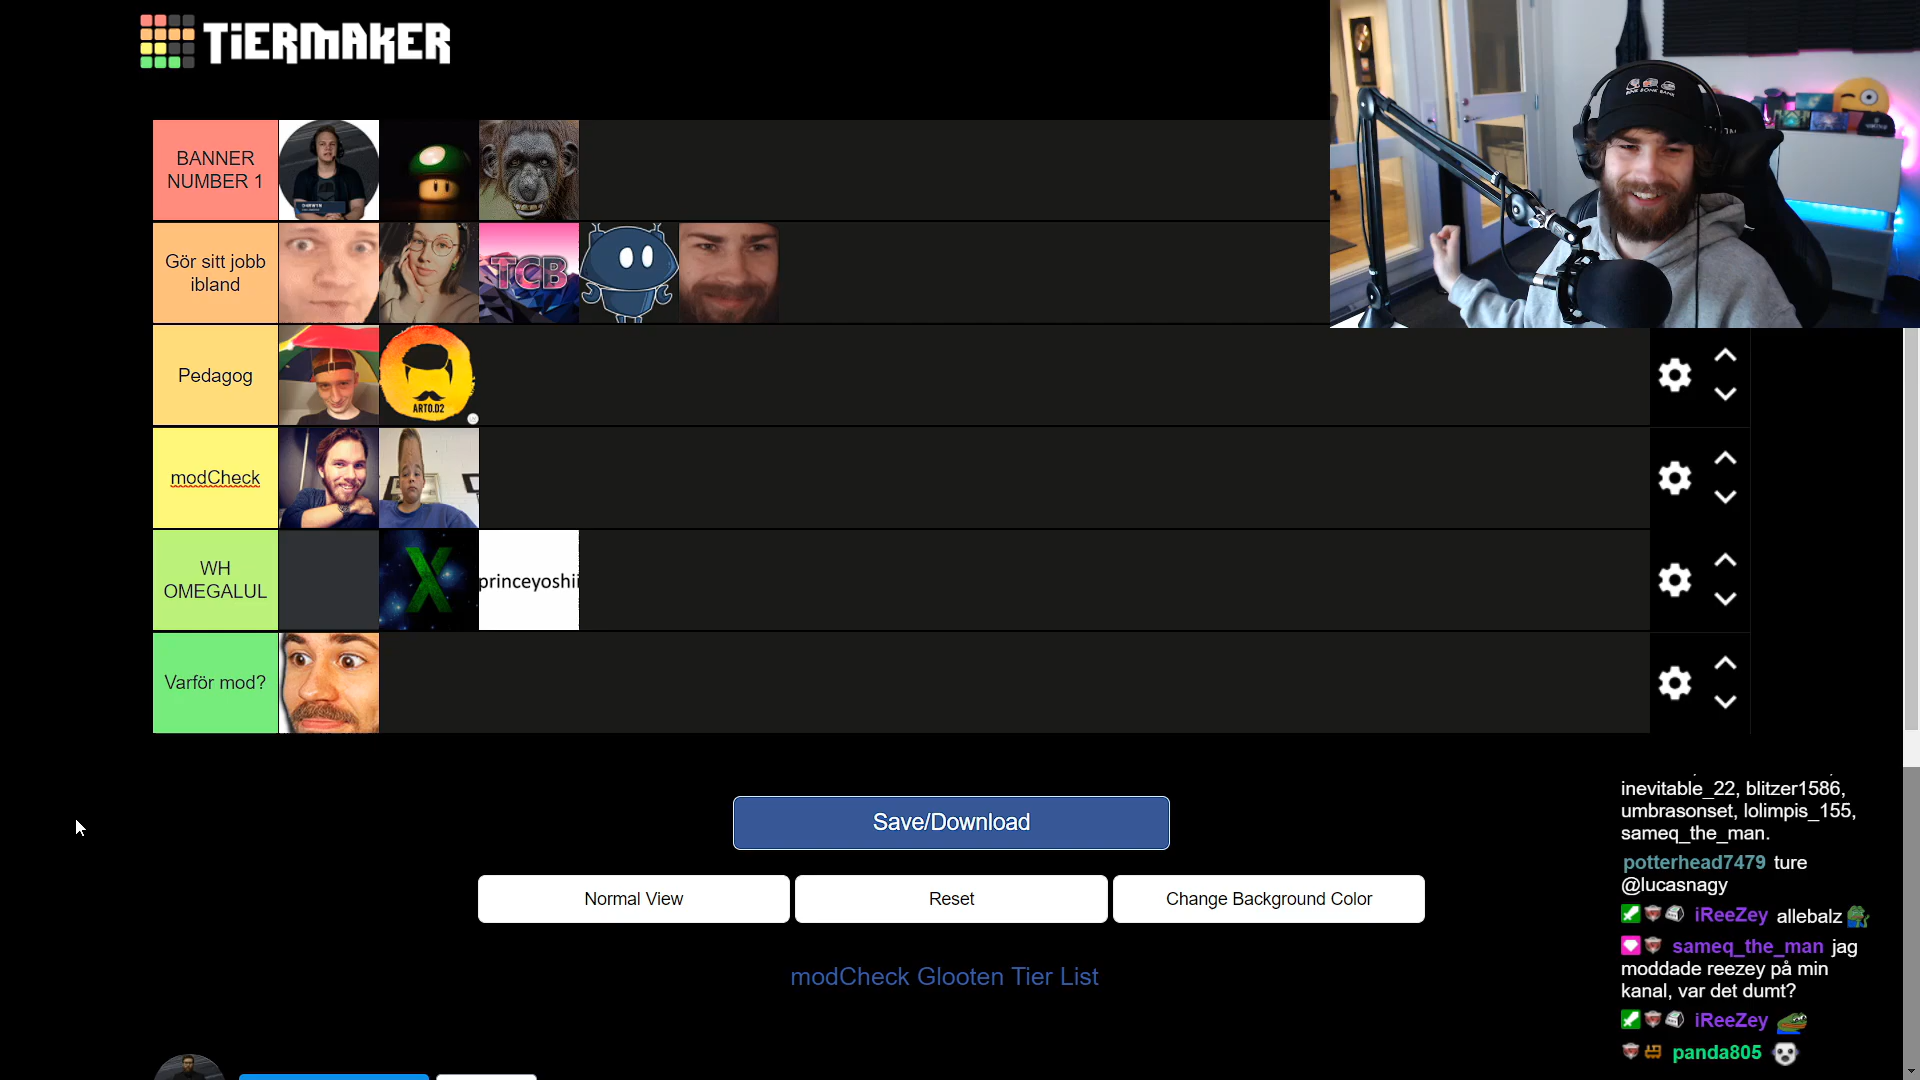 TiERMAKER
BANNER
NUMBER 1
Gör sitt jobb
ibland
TCB
Pedagog
ARTO.D2
modCheck
WH
OMEGALUL
X
princeyoshii
Varför mod?
Save/Download
Normal View
Reset
Change Background Color
modCheck Glooten Tier List
inevitable_22, blitzer1586,
umbrasonset, lolimpis_155,
sameq_the_man.
potterhead7479 ture
@lucasnagy
iReeZey allebalz
sameq_the_man jag
moddade reezey på min
kanal, var det dumt?
iReeZey
panda805